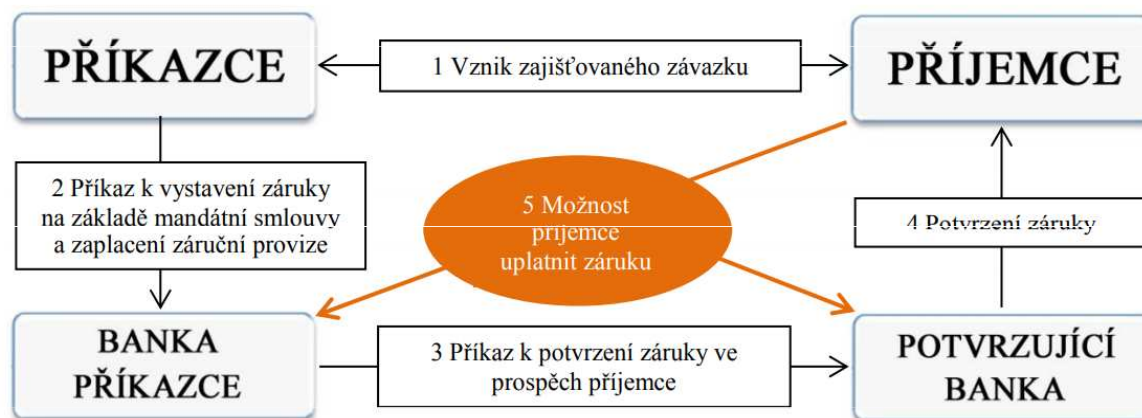 PŘÍKAZCE
1 Vznik zajišťovaného závazku
PŘÍJEMCE
2 Příkaz k vystavení záruky
na základě mandátní smlouvy
a zaplacení záruční provize
5 Možnost
příjemce
uplatnit záruku
4 Potvrzení záruky
BANKA
PŘÍKAZCE
3 Příkaz k potvrzení záruky ve
prospěch příjemce
POTVRZUJÍCÍ
BANKA